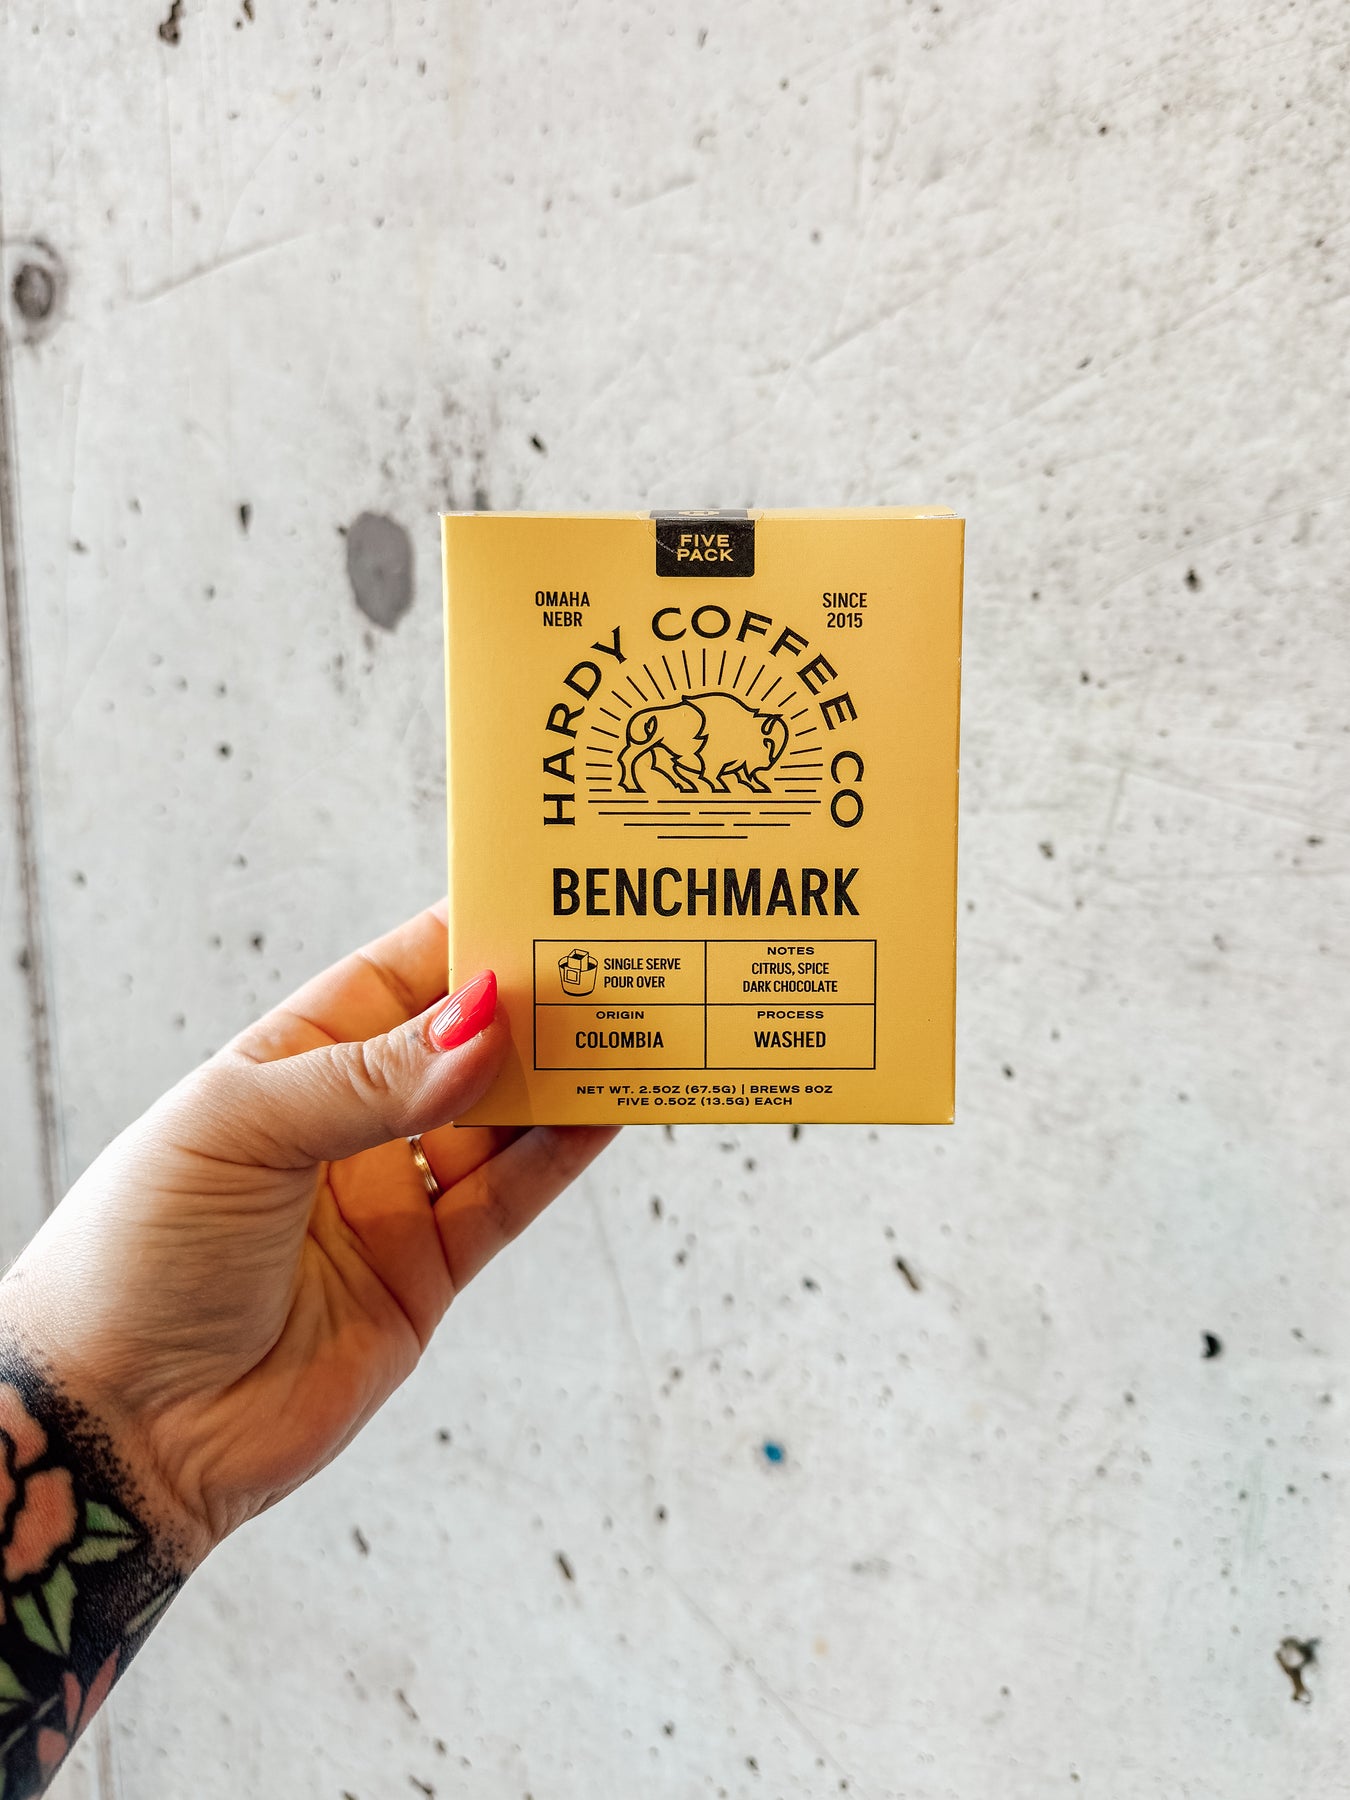 FIVE
PACK
OMAHA
NEBR
SINCE
2015
HARDY COFFEE CO
BENCHMARK
SINGLE SERVE
POUR OVER
NOTES
CITRUS, SPICE
DARK CHOCOLATE
ORIGIN
COLOMBIA
PROCESS
WASHED
NET WT. 2.5OZ (67.5G) | BREWS 8OZ
FIVE 0.5OZ (13.5G) EACH